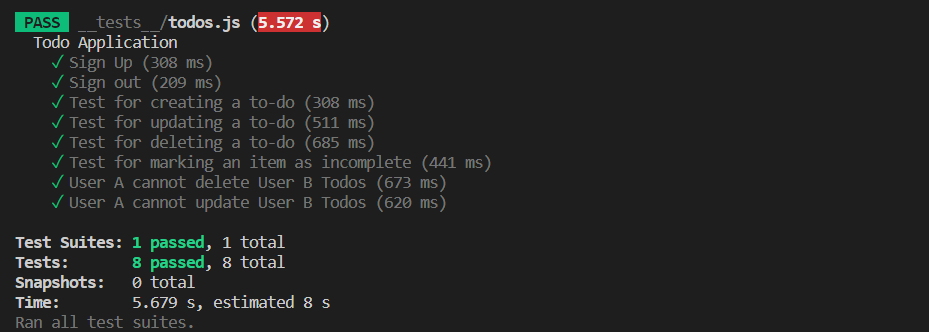 PASS __tests__/todos.js (5.572 s)
Todo Application
✓ Sign Up (308 ms)
✓ Sign out (209 ms)
✓ Test for creating a to-do (308 ms)
✓ Test for updating a to-do (511 ms)
✓ Test for deleting a to-do (685 ms)
✓ Test for marking an item as incomplete (441 ms)
✓ User A cannot delete User B Todos (673 ms)
✓ User A cannot update User B Todos (620 ms)
Test Suites: 1 passed, 1 total
Tests: 8 passed, 8 total
Snapshots: 0 total
Time: 5.679 s, estimated 8 s
Ran all test suites.